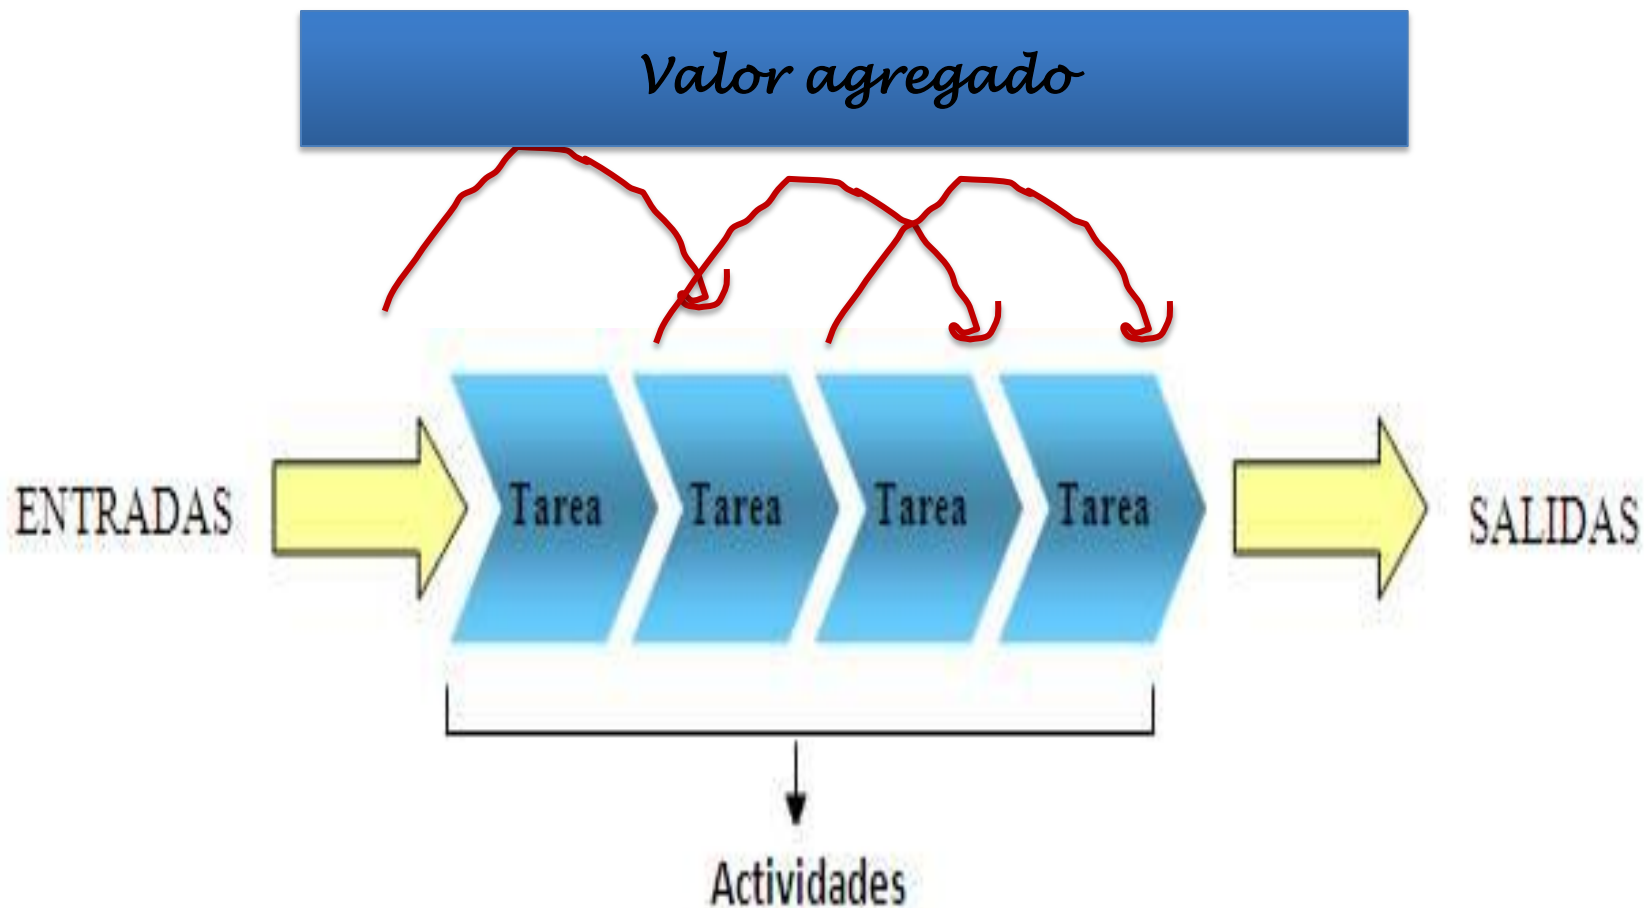 Valor agregado
ENTRADAS
Tarea
Tarea
Tarea
Tarea
SALIDAS
Actividades